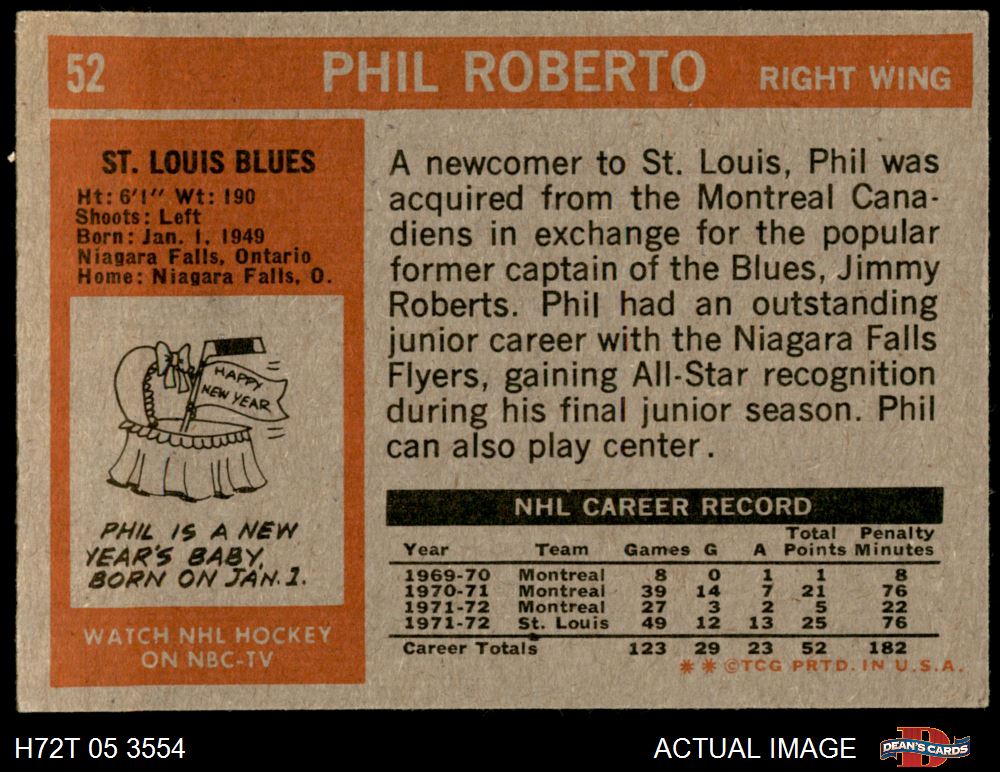 52 PHIL ROBERTO RIGHT WING
ST. LOUIS BLUES
Ht: 6'1" Wt: 190
Shoots: Left
Born: Jan. 1, 1949
Niagara Falls, Ontario
Home: Niagara Falls, O.
HAPPY
NEW YEAR
PHIL IS A NEW
YEAR'S BABY,
BORN ON JAN. 1.
WATCH NHL HOCKEY
ON NBC-TV
A newcomer to St. Louis, Phil was
acquired from the Montreal Cana-
diens in exchange for the popular
former captain of the Blues, Jimmy
Roberts. Phil had an outstanding
junior career with the Niagara Falls
Flyers, gaining All-Star recognition
during his final junior season. Phil
can also play center.
NHL CAREER RECORD
Year Team Games G A Total Points Penalty Minutes
1969-70 Montreal 8 0 1 1 8
1970-71 Montreal 39 14 7 21 76
1971-72 Montreal 27 3 2 5 22
1971-72 St. Louis 49 12 13 25 76
Career Totals 123 29 23 52 182
* * ©TCG PRTD. IN U.S.A.
H72T 05 3554 ACTUAL IMAGE DEAN'S CARDS